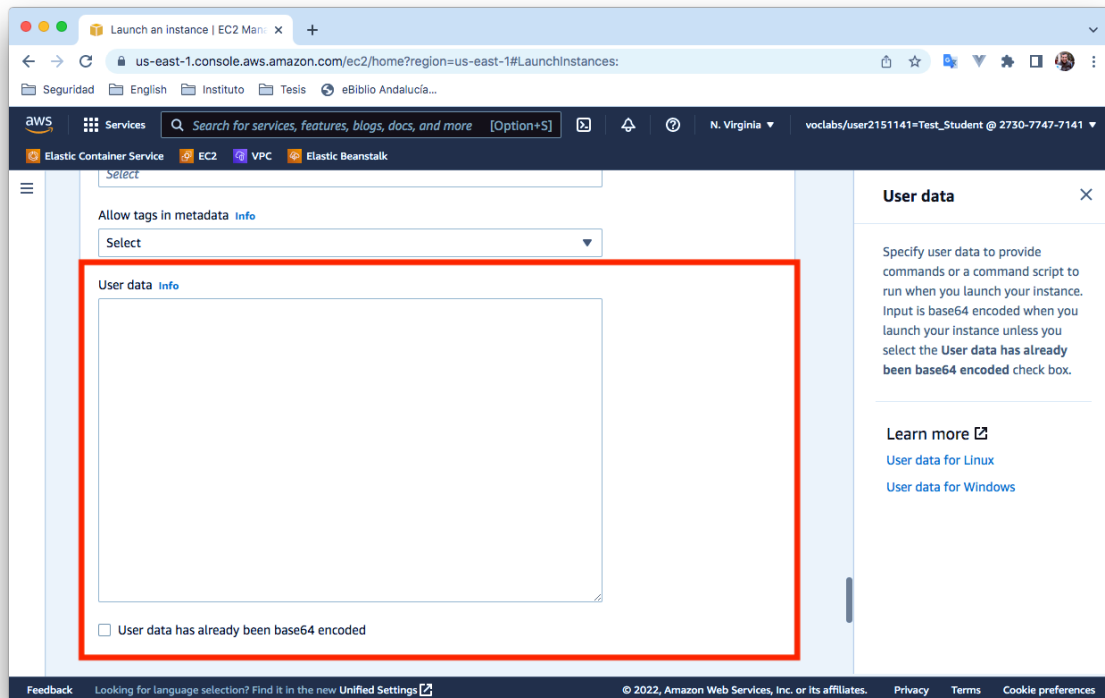 Launch an instance | EC2 Mana
us-east-1.console.aws.amazon.com/ec2/home?region=us-east-1#LaunchInstances:
Seguridad English Instituto Tesis eBiblio Andalucía...
aws Services Search for services, features, blogs, docs, and more [Option+S] N. Virginia voclabs/user2151141=Test_Student @ 2730-7747-7141
Elastic Container Service EC2 VPC Elastic Beanstalk
Select
Allow tags in metadata Info
Select
User data Info
User data has already been base64 encoded
User data
Specify user data to provide
commands or a command script to
run when you launch your instance.
Input is base64 encoded when you
launch your instance unless you
select the User data has already
been base64 encoded check box.
Learn more
User data for Linux
User data for Windows
Feedback Looking for language selection? Find it in the new Unified Settings © 2022, Amazon Web Services, Inc. or its affiliates. Privacy Terms Cookie preferences